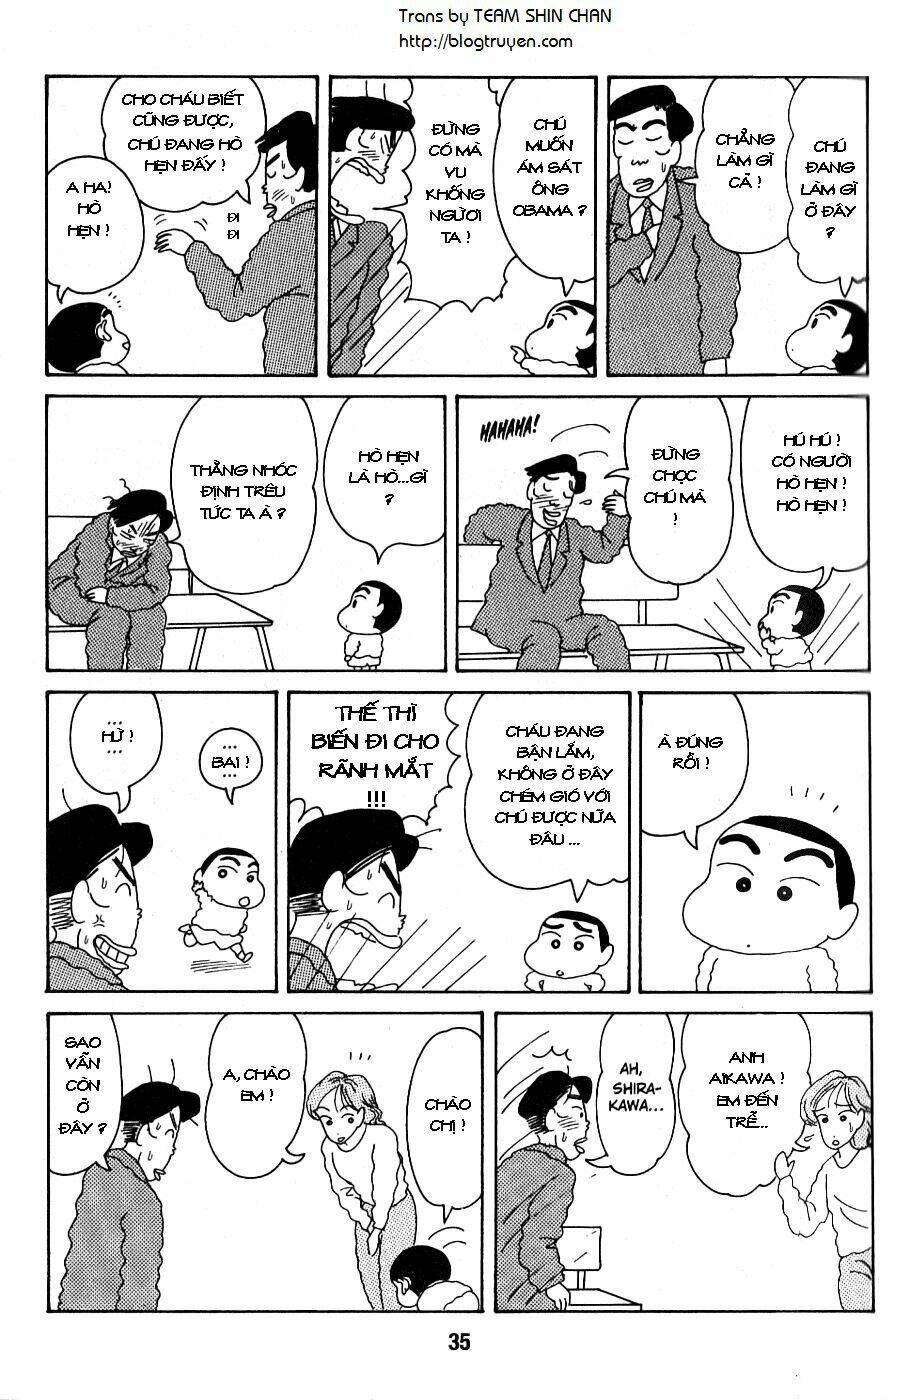 Trans by TEAM SHIN CHAN
http://blogtruyen.com
CHÚ
ĐANG
LÀM GÌ
Ở ĐÂY
?
CHẲNG
LÀM GÌ
CẢ !
CHÚ
MUỐN
ÁM SÁT
ÔNG
OBAMA ?
ĐỪNG
CÓ MÀ
VU
KHỐNG
NGƯƠI
TA !
CHO CHÁU BIẾT
CŨNG ĐƯỢC,
CHÚ ĐANG HÒ
HẸN ĐẤY !
ĐI
ĐI
A HA!
HÒ
HẸN !
HÚ HÚ !
CÓ NGƯỜI
HÒ HẸN !
HÒ HẸN !
ĐỪNG
CHỌC
CHÚ MÀ
!
HAHAHA!
HÒ HẸN
LÀ HÒ...GÌ
?
THẰNG NHÓC
ĐỊNH TRÊU
TỨC TA À ?
À ĐÚNG
RỒI !
CHÁU ĐANG
BẬN LẮM,
KHÔNG Ở ĐÂY
CHÉM GIÓ VỚI
CHÚ ĐƯỢC NỮA
ĐÂU ...
THẾ THÌ
BIẾN ĐI CHO
RÃNH MẮT
!!!
...
BAI !
...
...
HỪ !
...
ANH
AIKAWA !
EM ĐẾN
TRỄ...
AH,
SHIRA-
KAWA...
CHÀO
CHỊ !
A, CHÀO
EM !
SAO
VẪN
CÒN
Ở
ĐÂY ?
35